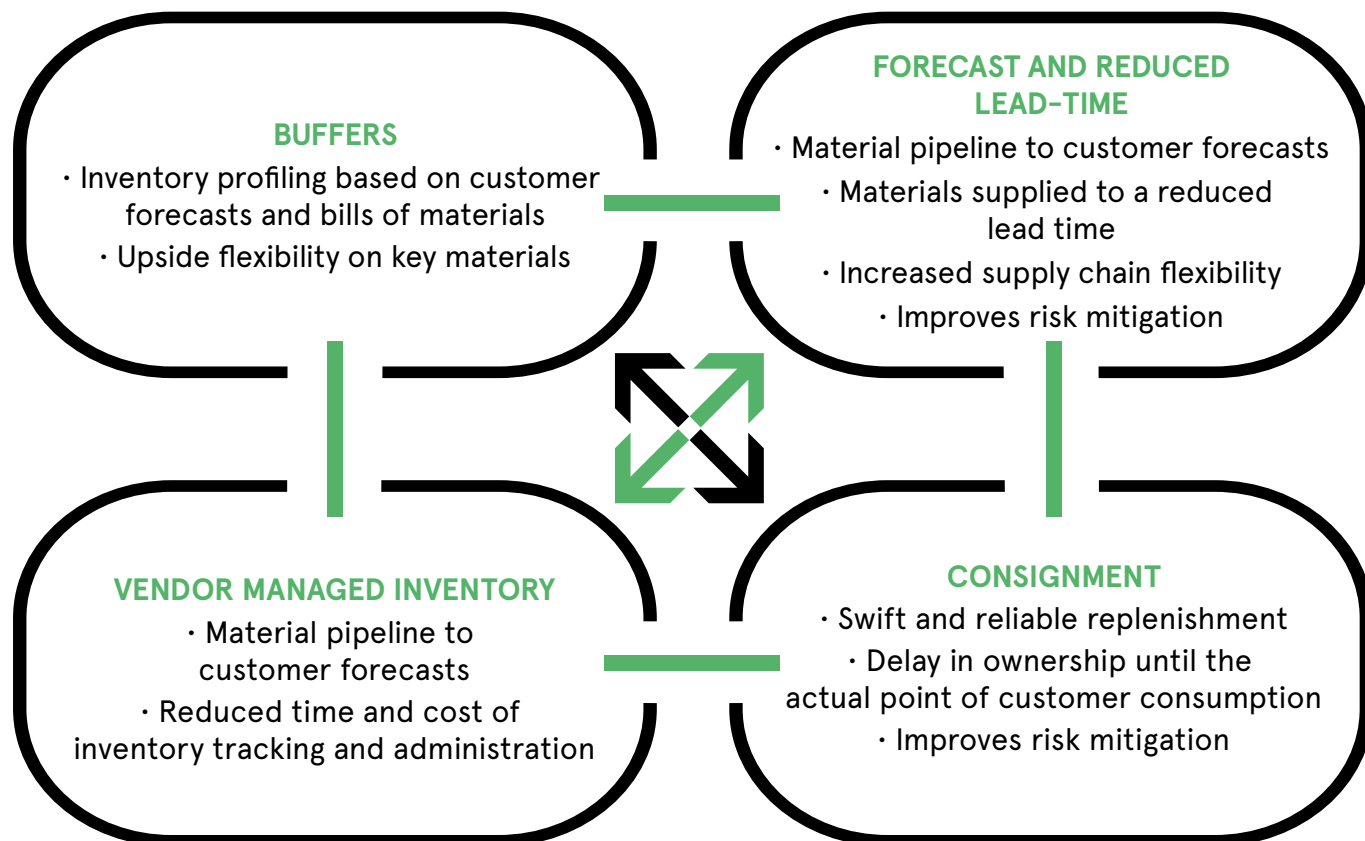 BUFFERS
· Inventory profiling based on customer
forecasts and bills of materials
· Upside flexibility on key materials
FORECAST AND REDUCED
LEAD-TIME
· Material pipeline to customer forecasts
· Materials supplied to a reduced
lead time
· Increased supply chain flexibility
· Improves risk mitigation
VENDOR MANAGED INVENTORY
· Material pipeline to
customer forecasts
· Reduced time and cost of
inventory tracking and administration
CONSIGNMENT
· Swift and reliable replenishment
· Delay in ownership until the
actual point of customer consumption
· Improves risk mitigation